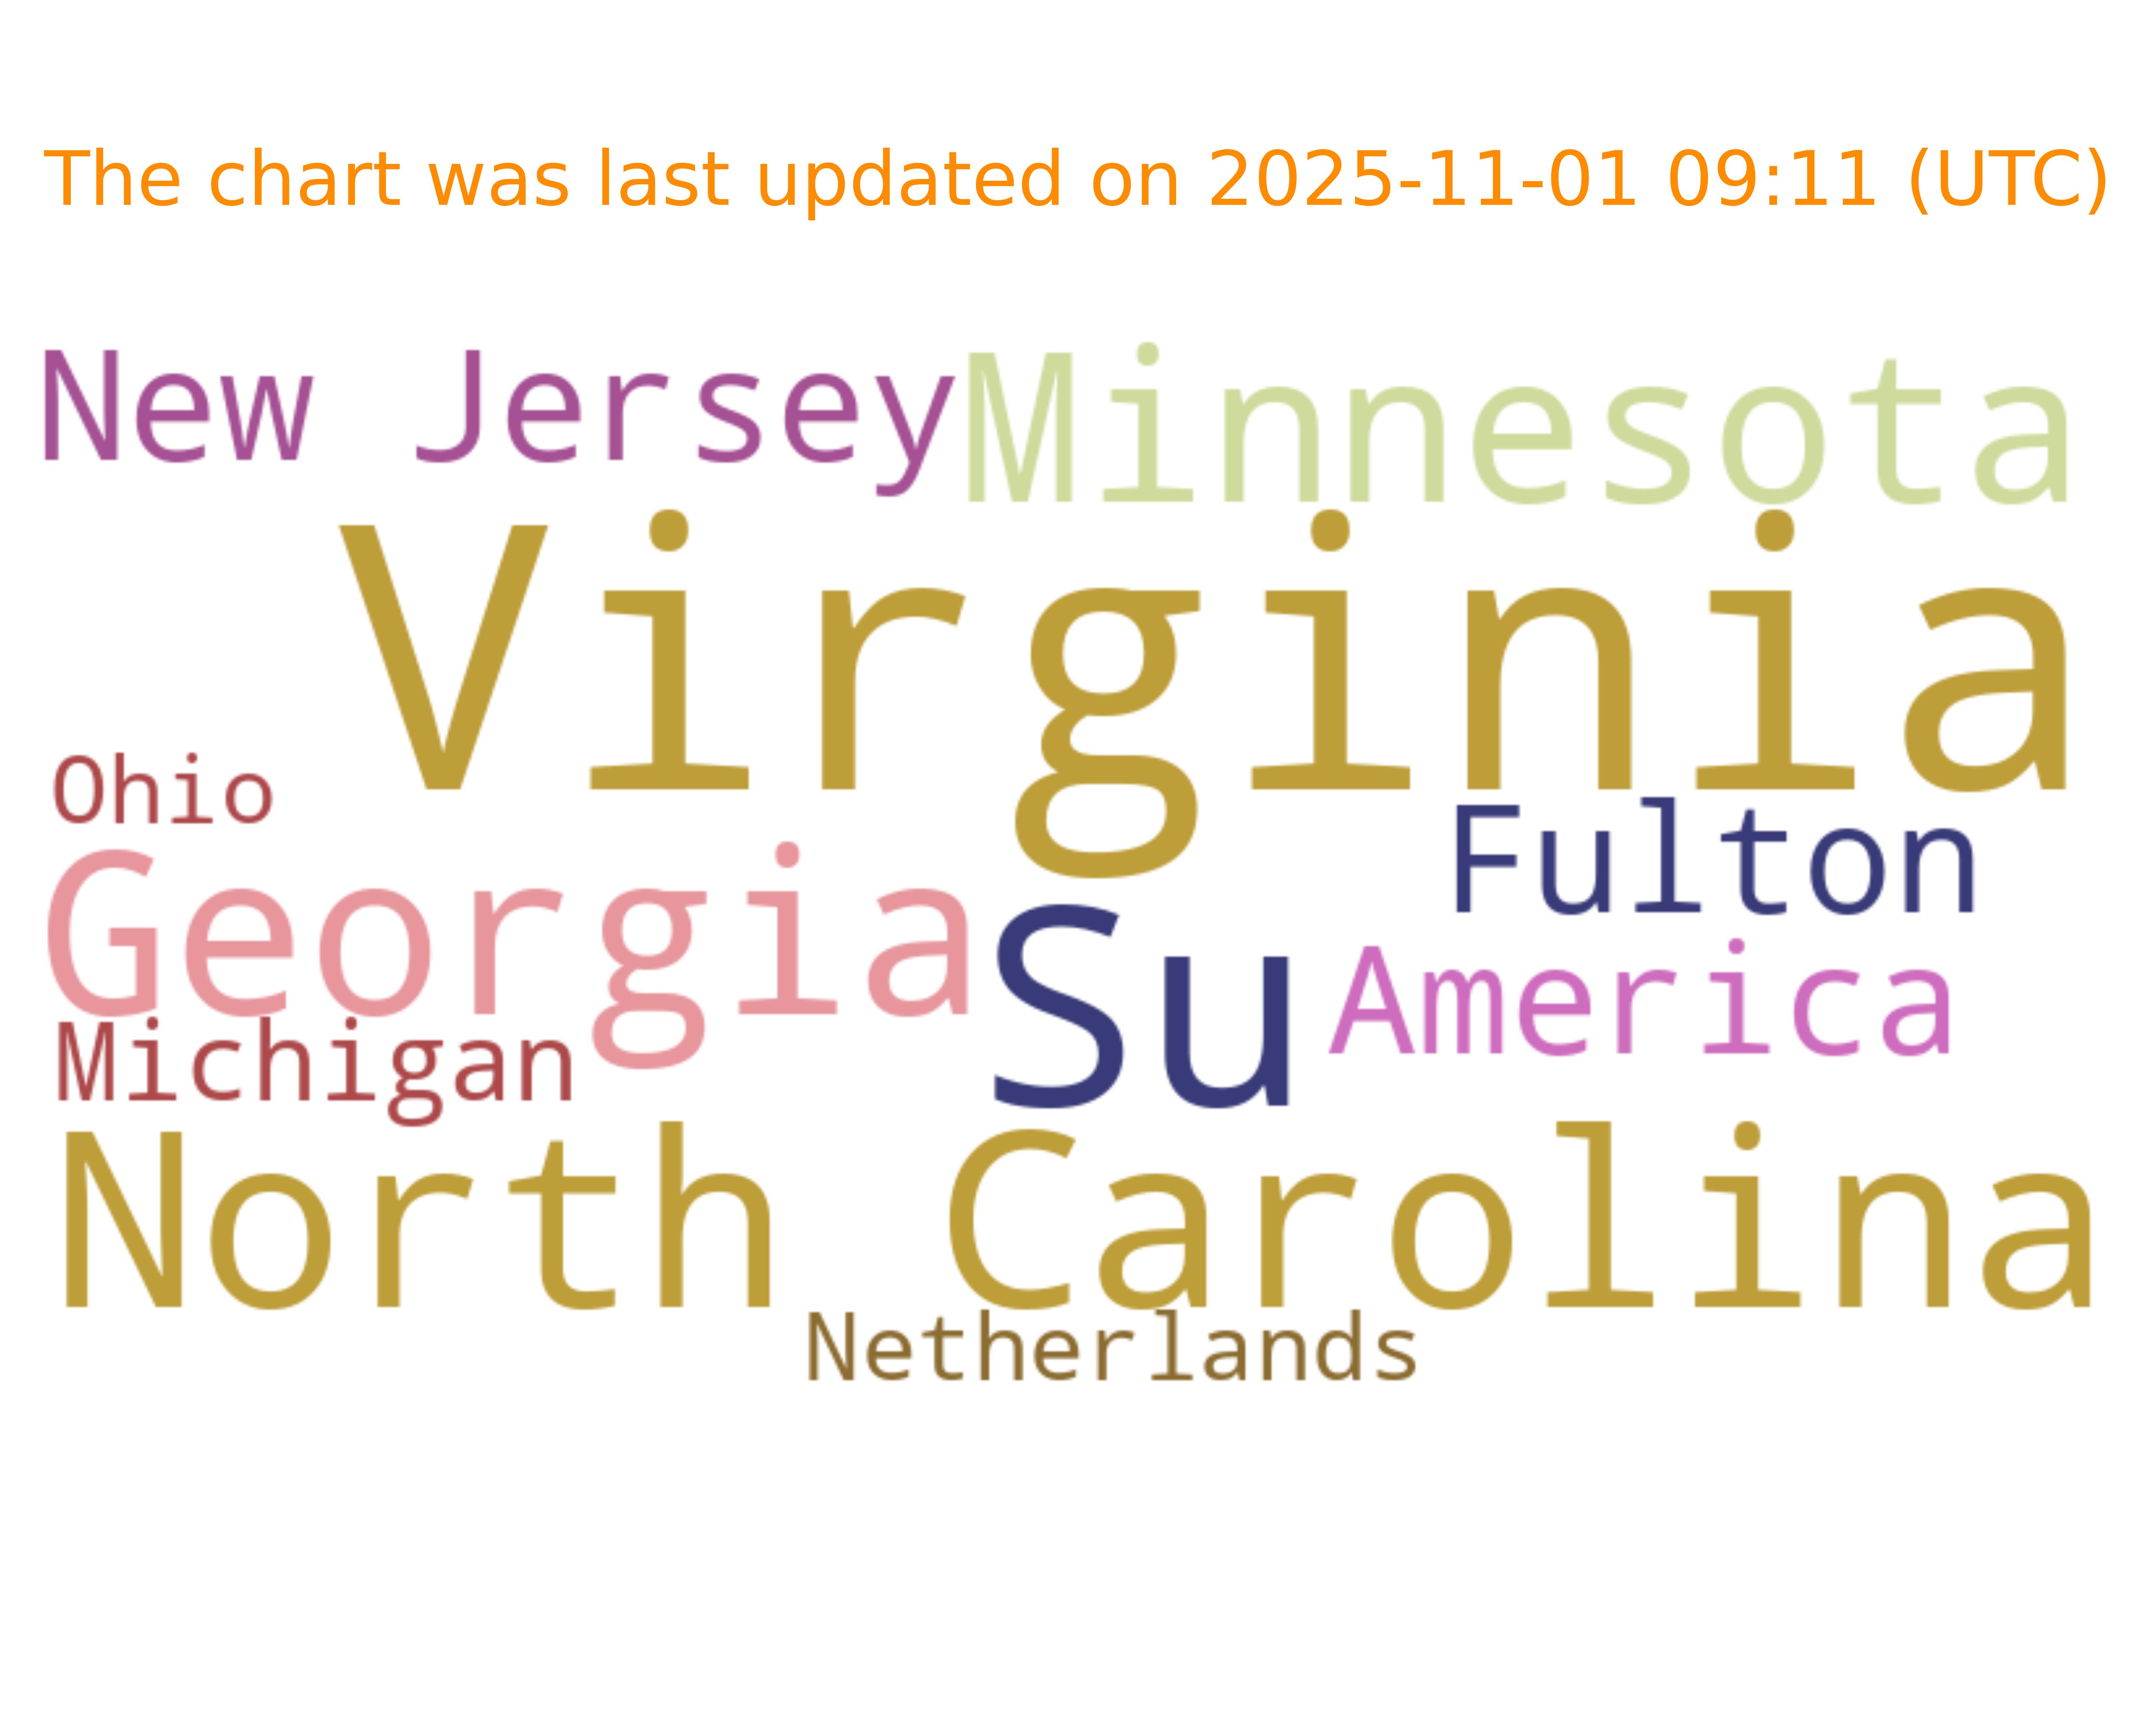 The chart was last updated on 2025-11-01 09:11 (UTC)
New Jersey
Minnesota
Virginia
Ohio
Fulton
Georgia
Su
America
Michigan
North Carolina
Netherlands